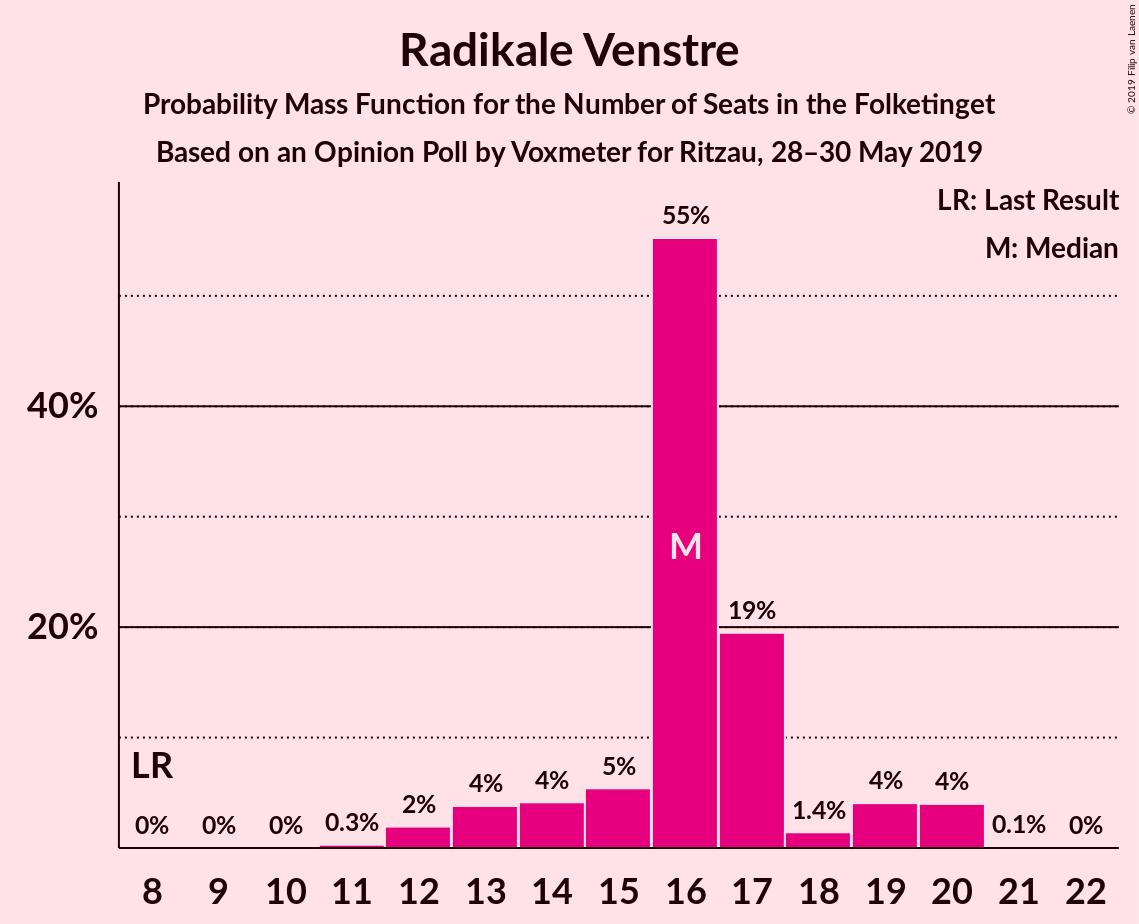 Radikale Venstre
Probability Mass Function for the Number of Seats in the Folketinget
Based on an Opinion Poll by Voxmeter for Ritzau, 28–30 May 2019
© 2019 Filip van Laenen
LR: Last Result
M: Median
40%
20%
LR
0%
0%
0%
0.3%
2%
4%
4%
5%
55%
M
19%
1.4%
4%
4%
0.1%
0%
8 9 10 11 12 13 14 15 16 17 18 19 20 21 22